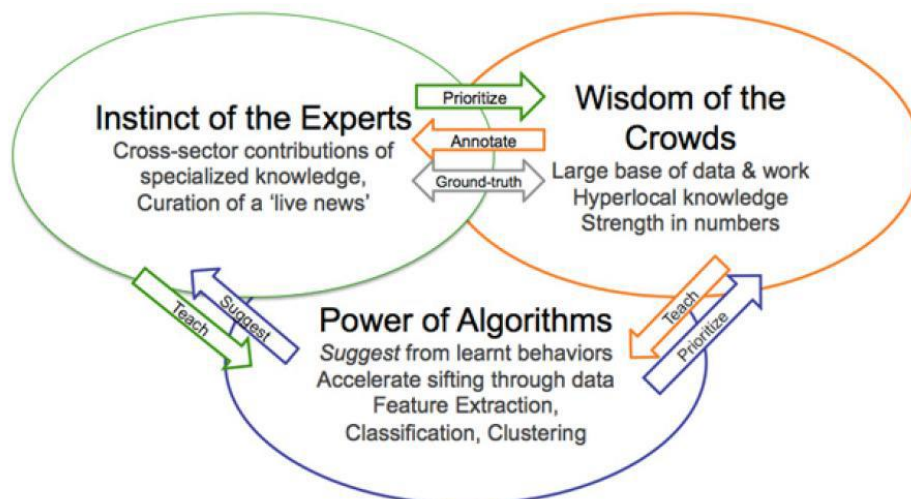 Instinct of the Experts
Cross-sector contributions of
specialized knowledge,
Curation of a ‘live news’
Prioritize
Annotate
Ground-truth
Wisdom of the
Crowds
Large base of data & work
Hyperlocal knowledge
Strength in numbers
Teach
Suggest
Teach
Prioritize
Power of Algorithms
Suggest from learnt behaviors
Accelerate sifting through data
Feature Extraction,
Classification, Clustering